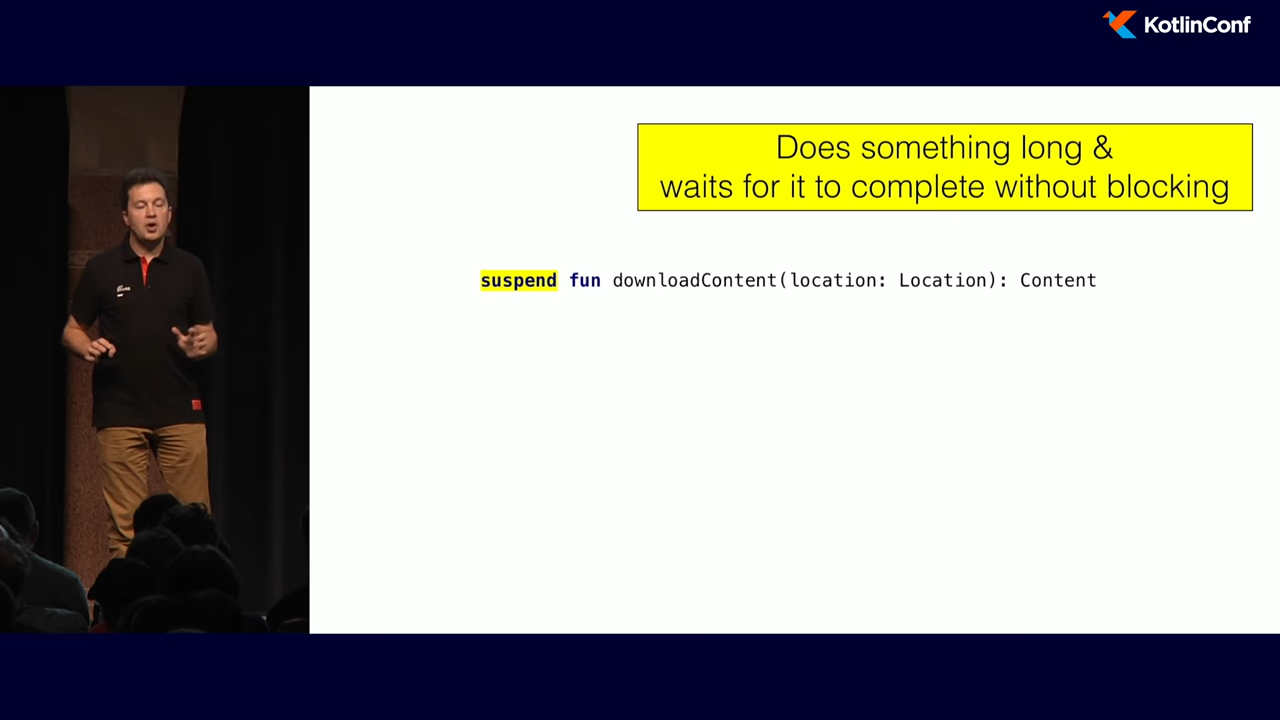 KotlinConf
Does something long &
waits for it to complete without blocking
suspend fun downloadContent(location: Location): Content